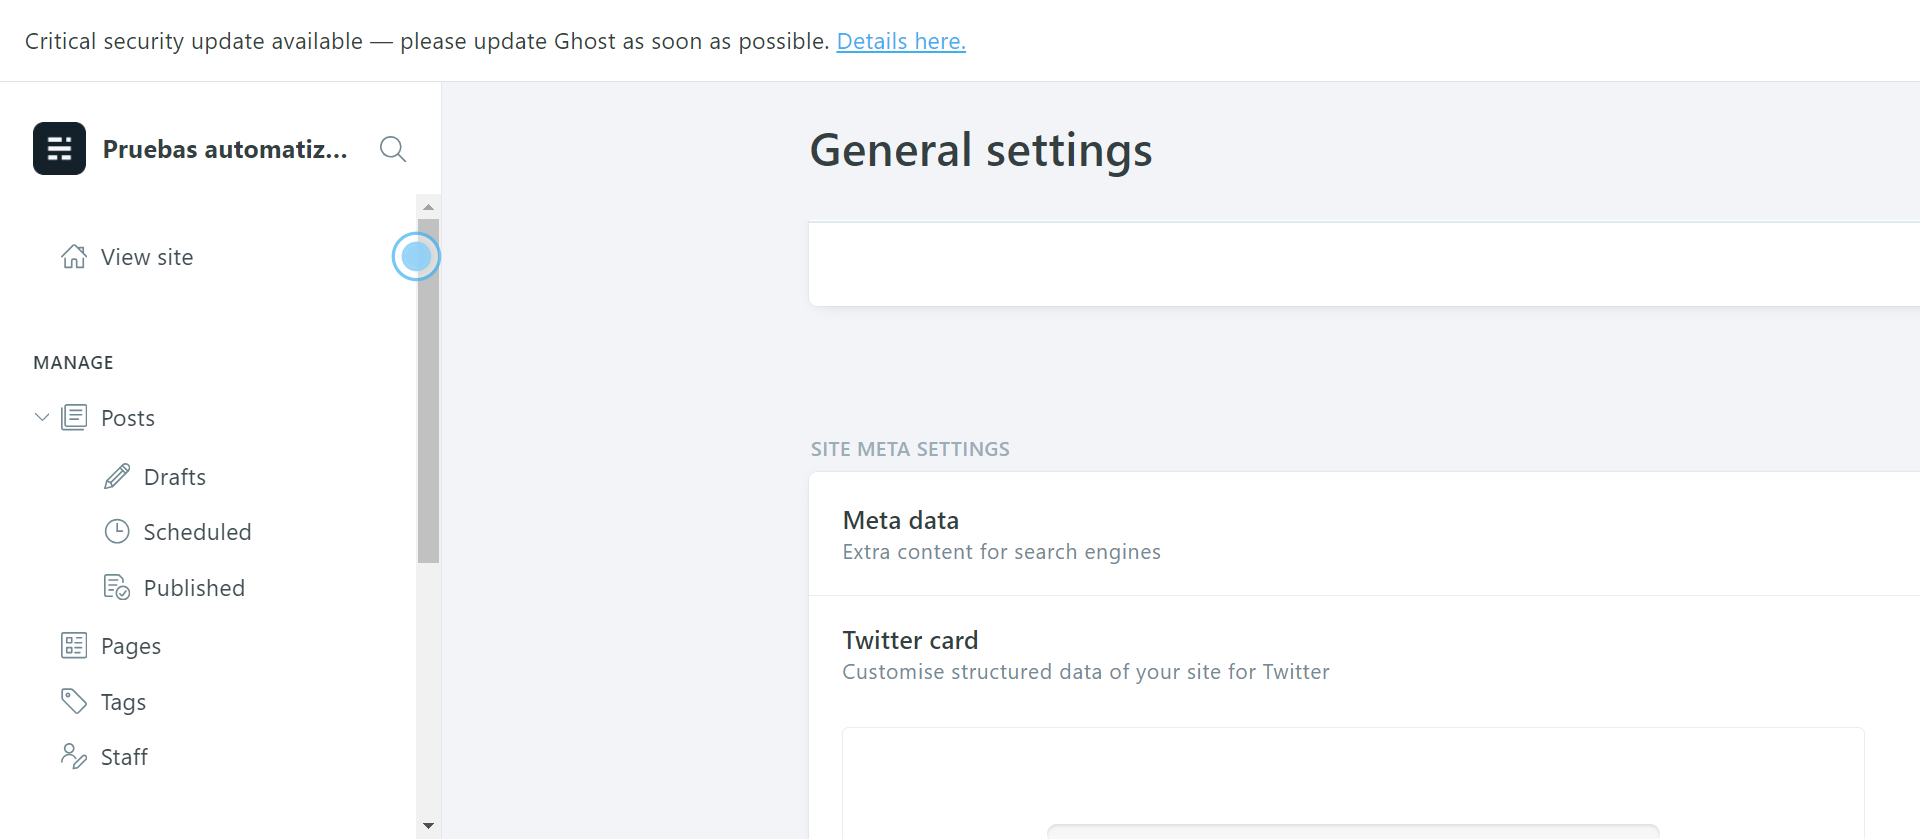 Critical security update available — please update Ghost as soon as possible. Details here.
Pruebas automatiz...
View site
MANAGE
Posts
Drafts
Scheduled
Published
Pages
Tags
Staff
General settings
SITE META SETTINGS
Meta data
Extra content for search engines
Twitter card
Customise structured data of your site for Twitter